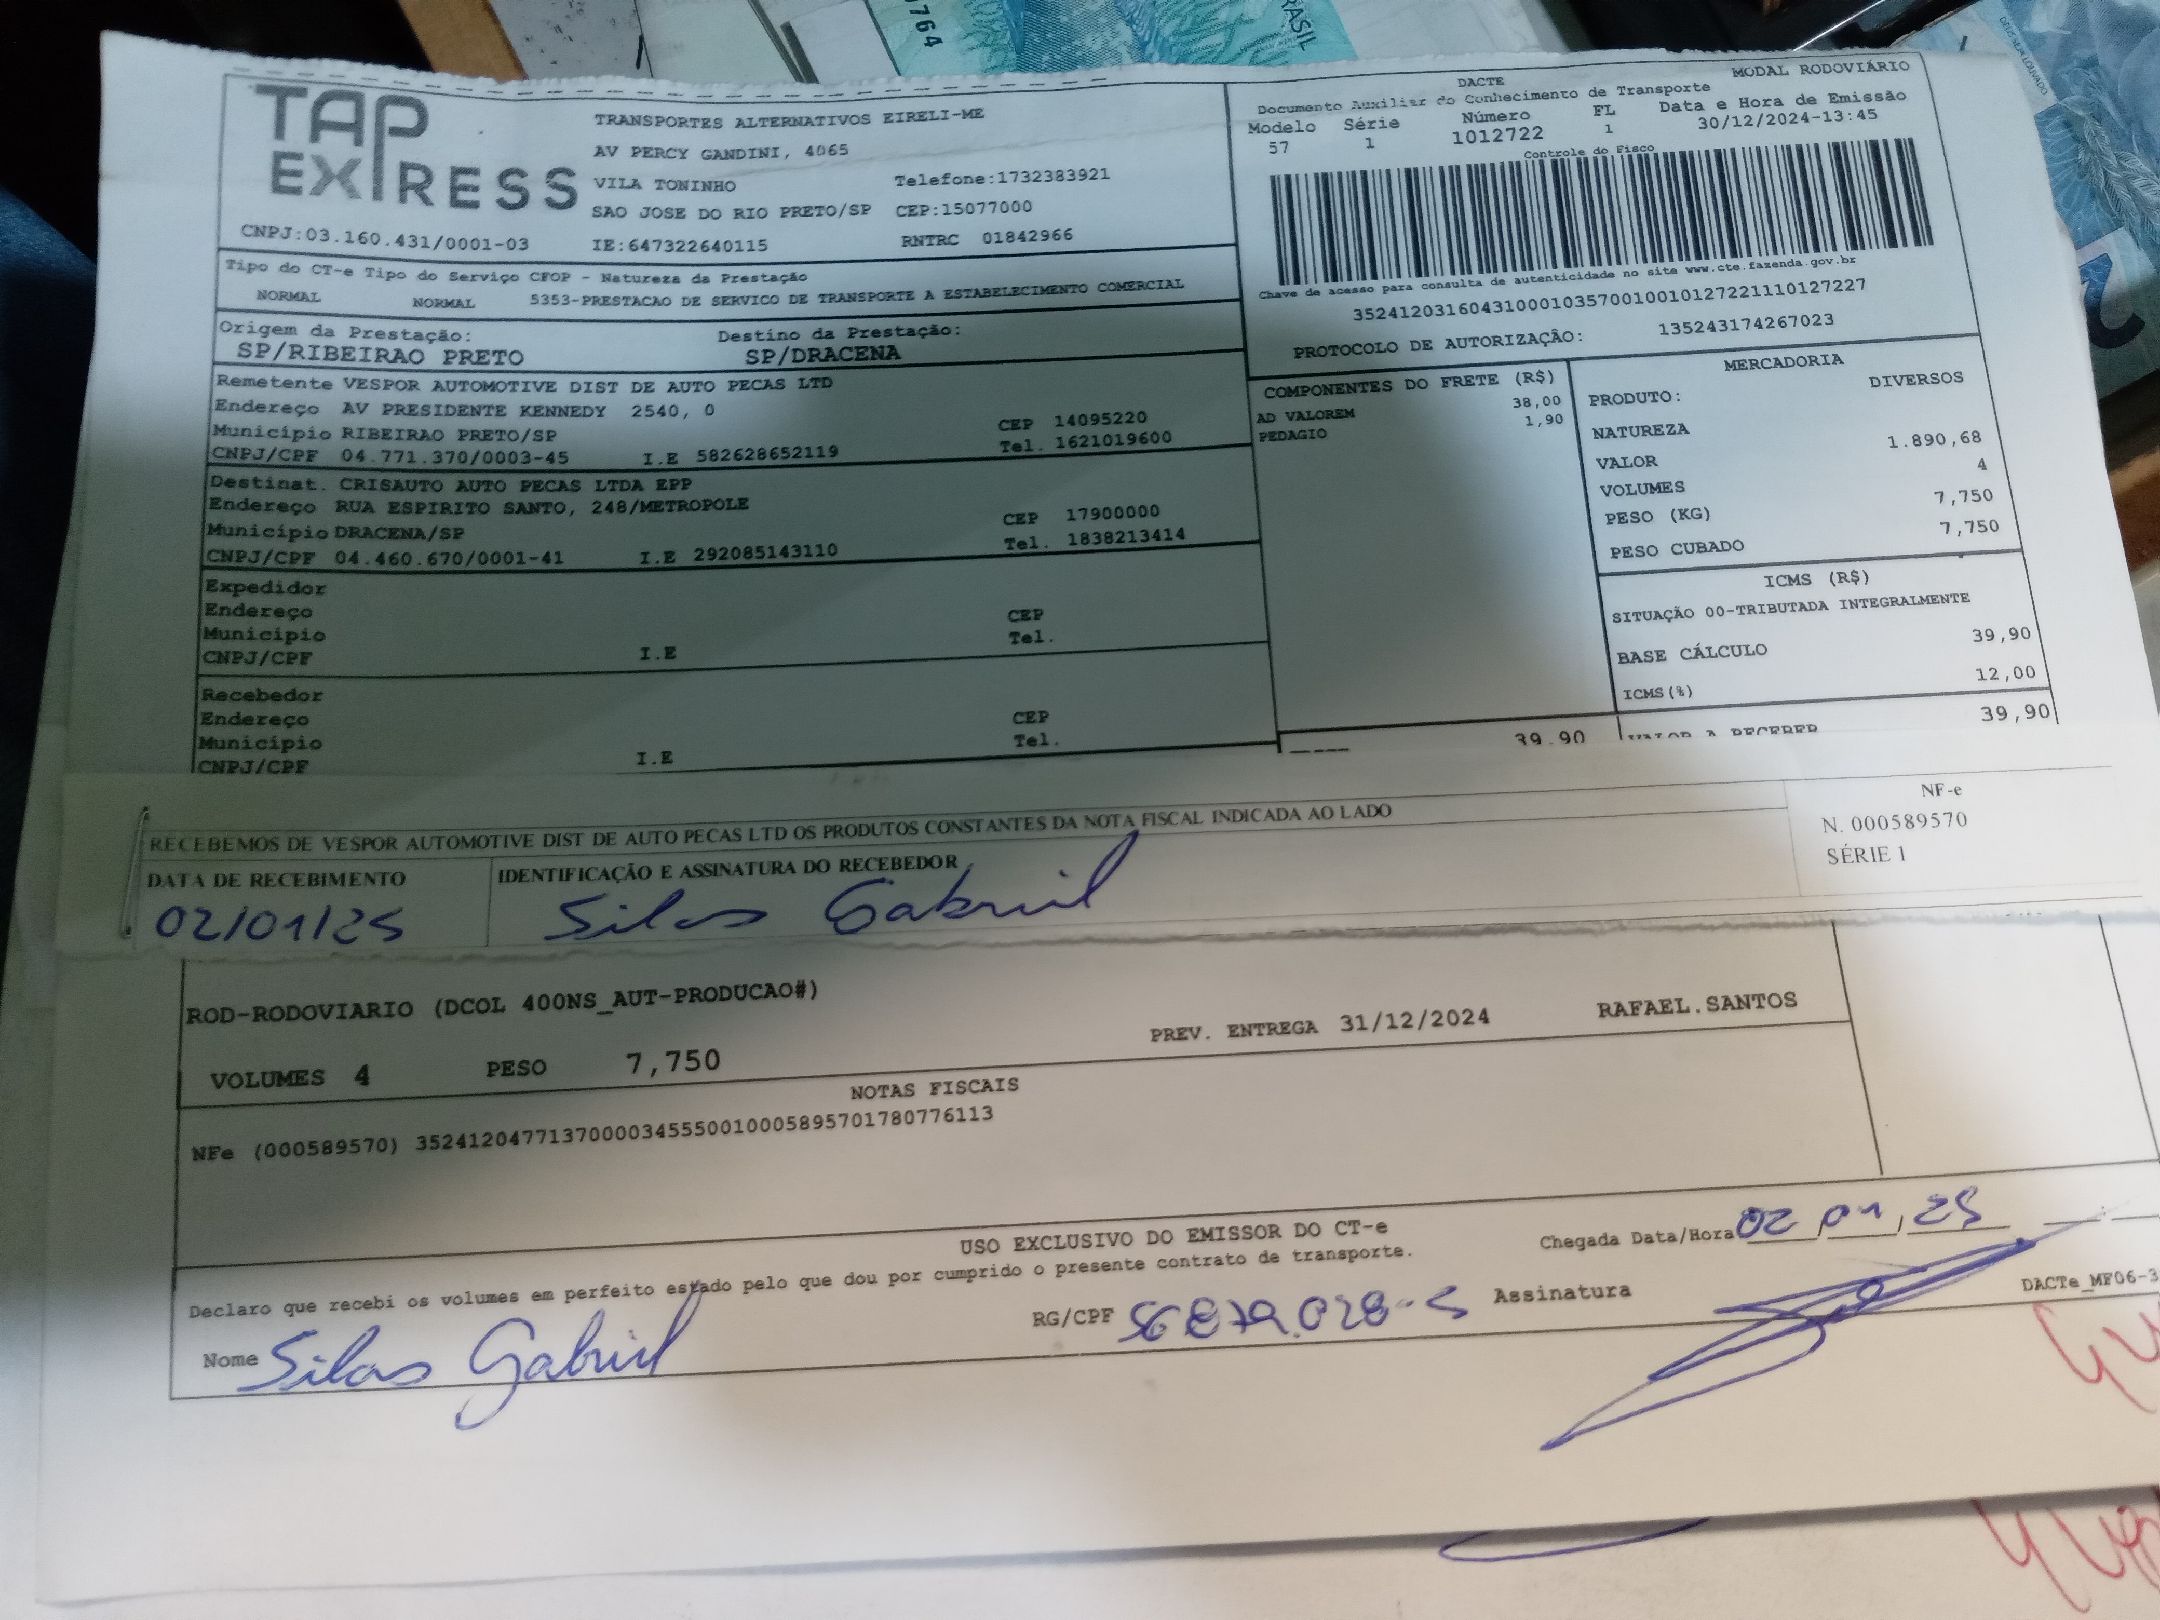 764
BRASIL
TAP EXPRESS
TRANSPORTES ALTERNATIVOS EIRELI-ME
AV PERCY GANDINI, 4065
VILA TONINHO Telefone:1732383921
SAO JOSE DO RIO PRETO/SP CEP:15077000
CNPJ:03.160.431/0001-03 IE:647322640115 RNTRC 01842966
DACTE MODAL RODOVIÁRIO
Documento Auxiliar do Conhecimento de Transporte
Modelo Série Número FL Data e Hora de Emissão
57 1 1012722 1 30/12/2024-13:45
Controle do Fisco
Chave de acesso para consulta de autenticidade no site www.cte.fazenda.gov.br
35241203160431000103570010010127221110127227
PROTOCOLO DE AUTORIZAÇÃO: 135243174267023
Tipo do CT-e Tipo do Serviço CFOP - Natureza da Prestação
NORMAL NORMAL 5353-PRESTACAO DE SERVICO DE TRANSPORTE A ESTABELECIMENTO COMERCIAL
Origem da Prestação: Destino da Prestação:
SP/RIBEIRAO PRETO SP/DRACENA
Remetente VESPOR AUTOMOTIVE DIST DE AUTO PECAS LTD
Endereço AV PRESIDENTE KENNEDY 2540, 0
Município RIBEIRAO PRETO/SP CEP 14095220
CNPJ/CPF 04.771.370/0003-45 I.E 582628652119 Tel. 1621019600
Destinat. CRISAUTO AUTO PECAS LTDA EPP
Endereço RUA ESPIRITO SANTO, 248/METROPOLE
Município DRACENA/SP CEP 17900000
CNPJ/CPF 04.460.670/0001-41 I.E 292085143110 Tel. 1838213414
Expedidor
Endereço
Município CEP
CNPJ/CPF I.E Tel.
Recebedor
Endereço
Município CEP
CNPJ/CPF I.E Tel.
COMPONENTES DO FRETE (R$)
AD VALOREM 38,00
PEDAGIO 1,90
39,90
MERCADORIA
PRODUTO: DIVERSOS
NATUREZA
VALOR 1.890,68
VOLUMES 4
PESO (KG) 7,750
PESO CUBADO 7,750
ICMS (R$)
SITUAÇÃO 00-TRIBUTADA INTEGRALMENTE
BASE CÁLCULO 39,90
ICMS(%) 12,00
VALOR A RECEBER 39,90
RECEBEMOS DE VESPOR AUTOMOTIVE DIST DE AUTO PECAS LTD OS PRODUTOS CONSTANTES DA NOTA FISCAL INDICADA AO LADO
NF-e
N. 000589570
SÉRIE 1
DATA DE RECEBIMENTO IDENTIFICAÇÃO E ASSINATURA DO RECEBEDOR
02/01/25 Silas Gabriel
ROD-RODOVIARIO (DCOL 400NS_AUT-PRODUCAO#)
PREV. ENTREGA 31/12/2024 RAFAEL.SANTOS
VOLUMES 4 PESO 7,750
NOTAS FISCAIS
NFe (000589570) 35241204771370000345550010005895701780776113
USO EXCLUSIVO DO EMISSOR DO CT-e
Declaro que recebi os volumes em perfeito estado pelo que dou por cumprido o presente contrato de transporte.
Chegada Data/Hora 02/01/25
Nome Silas Gabriel RG/CPF 56.879.028-5 Assinatura
DACTe_MF06-3